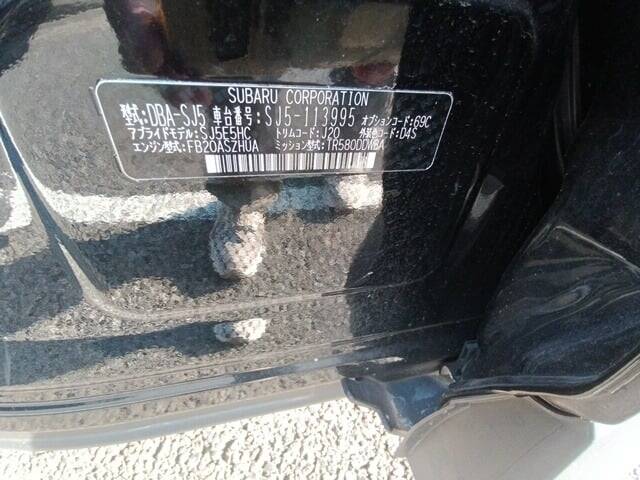 SUBARU CORPORATION
型式: DBA-SJ5 車台番号: SJ5-113995 オプションコード: 69C
アプライドモデル: SJ5E5HC トリムコード: J20 外装色コード: D4S
エンジン型式: FB20ASZHUA ミッション型式: TR580DDWBA